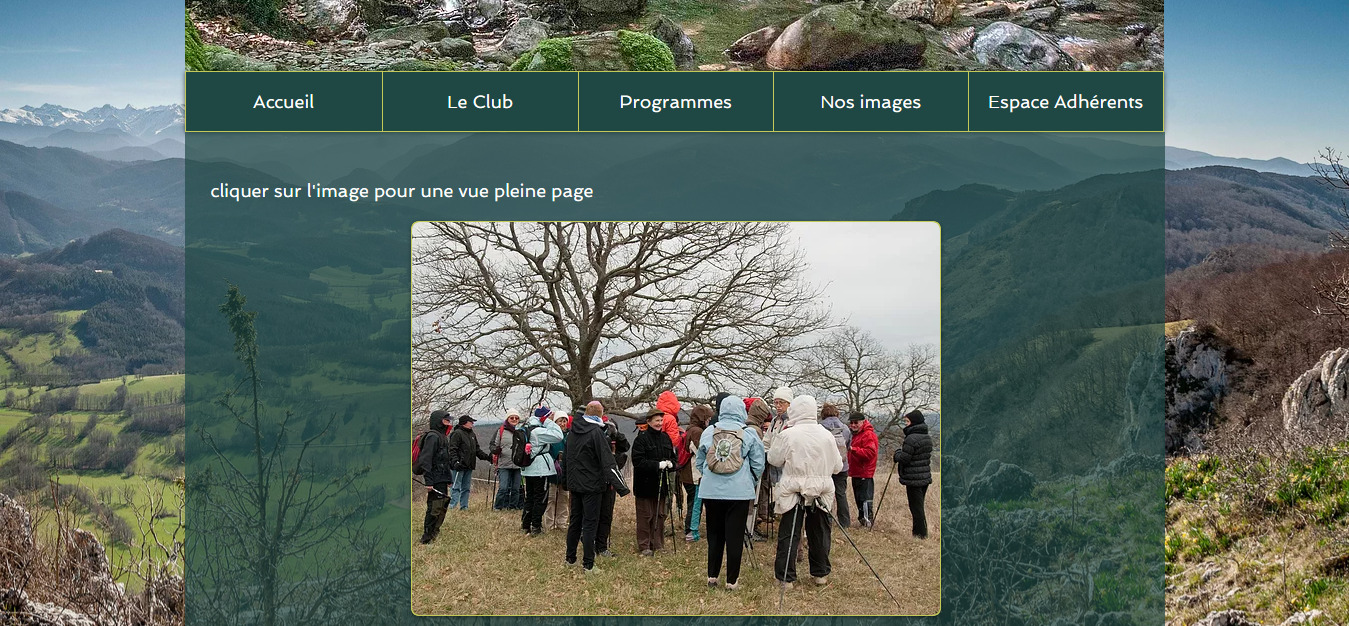 Accueil
Le Club
Programmes
Nos images
Espace Adhérents
cliquer sur l'image pour une vue pleine page